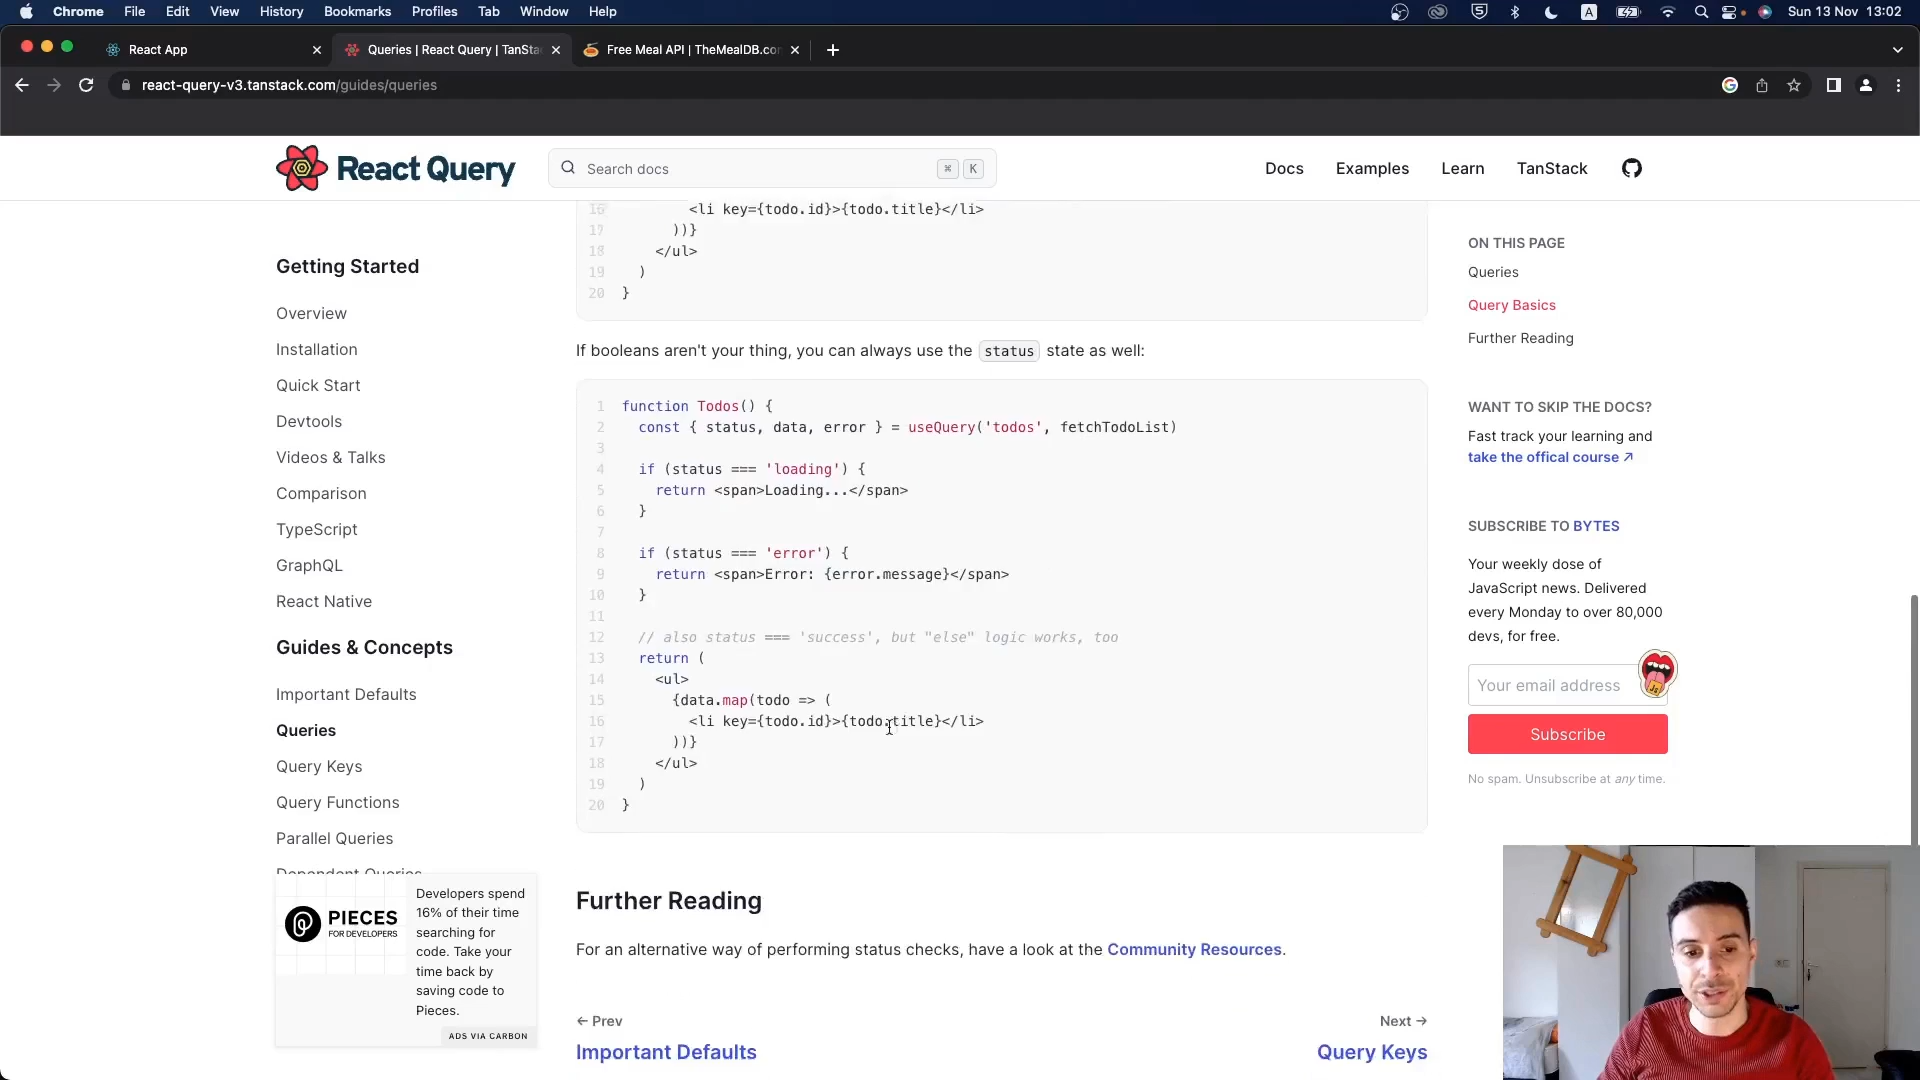 Chrome File Edit View History Bookmarks Profiles Tab Window Help A Sun 13 Nov 13:02
React App
Queries | React Query | TanSta
Free Meal API | TheMealDB.co
react-query-v3.tanstack.com/guides/queries
React Query
Search docs ⌘ K
Docs Examples Learn TanStack
Getting Started
Overview
Installation
Quick Start
Devtools
Videos & Talks
Comparison
TypeScript
GraphQL
React Native
Guides & Concepts
Important Defaults
Queries
Query Keys
Query Functions
Parallel Queries
Dependent Queries
PIECES
FOR DEVELOPERS
Developers spend
16% of their time
searching for
code. Take your
time back by
saving code to
Pieces.
ADS VIA CARBON
16 <li key={todo.id}>{todo.title}</li>
17 ))}
18 </ul>
19 )
20 }
If booleans aren't your thing, you can always use the status state as well:
1 function Todos() {
2 const { status, data, error } = useQuery('todos', fetchTodoList)
3
4 if (status === 'loading') {
5 return <span>Loading...</span>
6 }
7
8 if (status === 'error') {
9 return <span>Error: {error.message}</span>
10 }
11
12 // also status === 'success', but "else" logic works, too
13 return (
14 <ul>
15 {data.map(todo => (
16 <li key={todo.id}>{todo.title}</li>
17 ))}
18 </ul>
19 )
20 }
Further Reading
For an alternative way of performing status checks, have a look at the Community Resources.
← Prev
Important Defaults
Next →
Query Keys
ON THIS PAGE
Queries
Query Basics
Further Reading
WANT TO SKIP THE DOCS?
Fast track your learning and
take the offical course ↗
SUBSCRIBE TO BYTES
Your weekly dose of
JavaScript news. Delivered
every Monday to over 80,000
devs, for free.
Your email address
JS
Subscribe
No spam. Unsubscribe at any time.